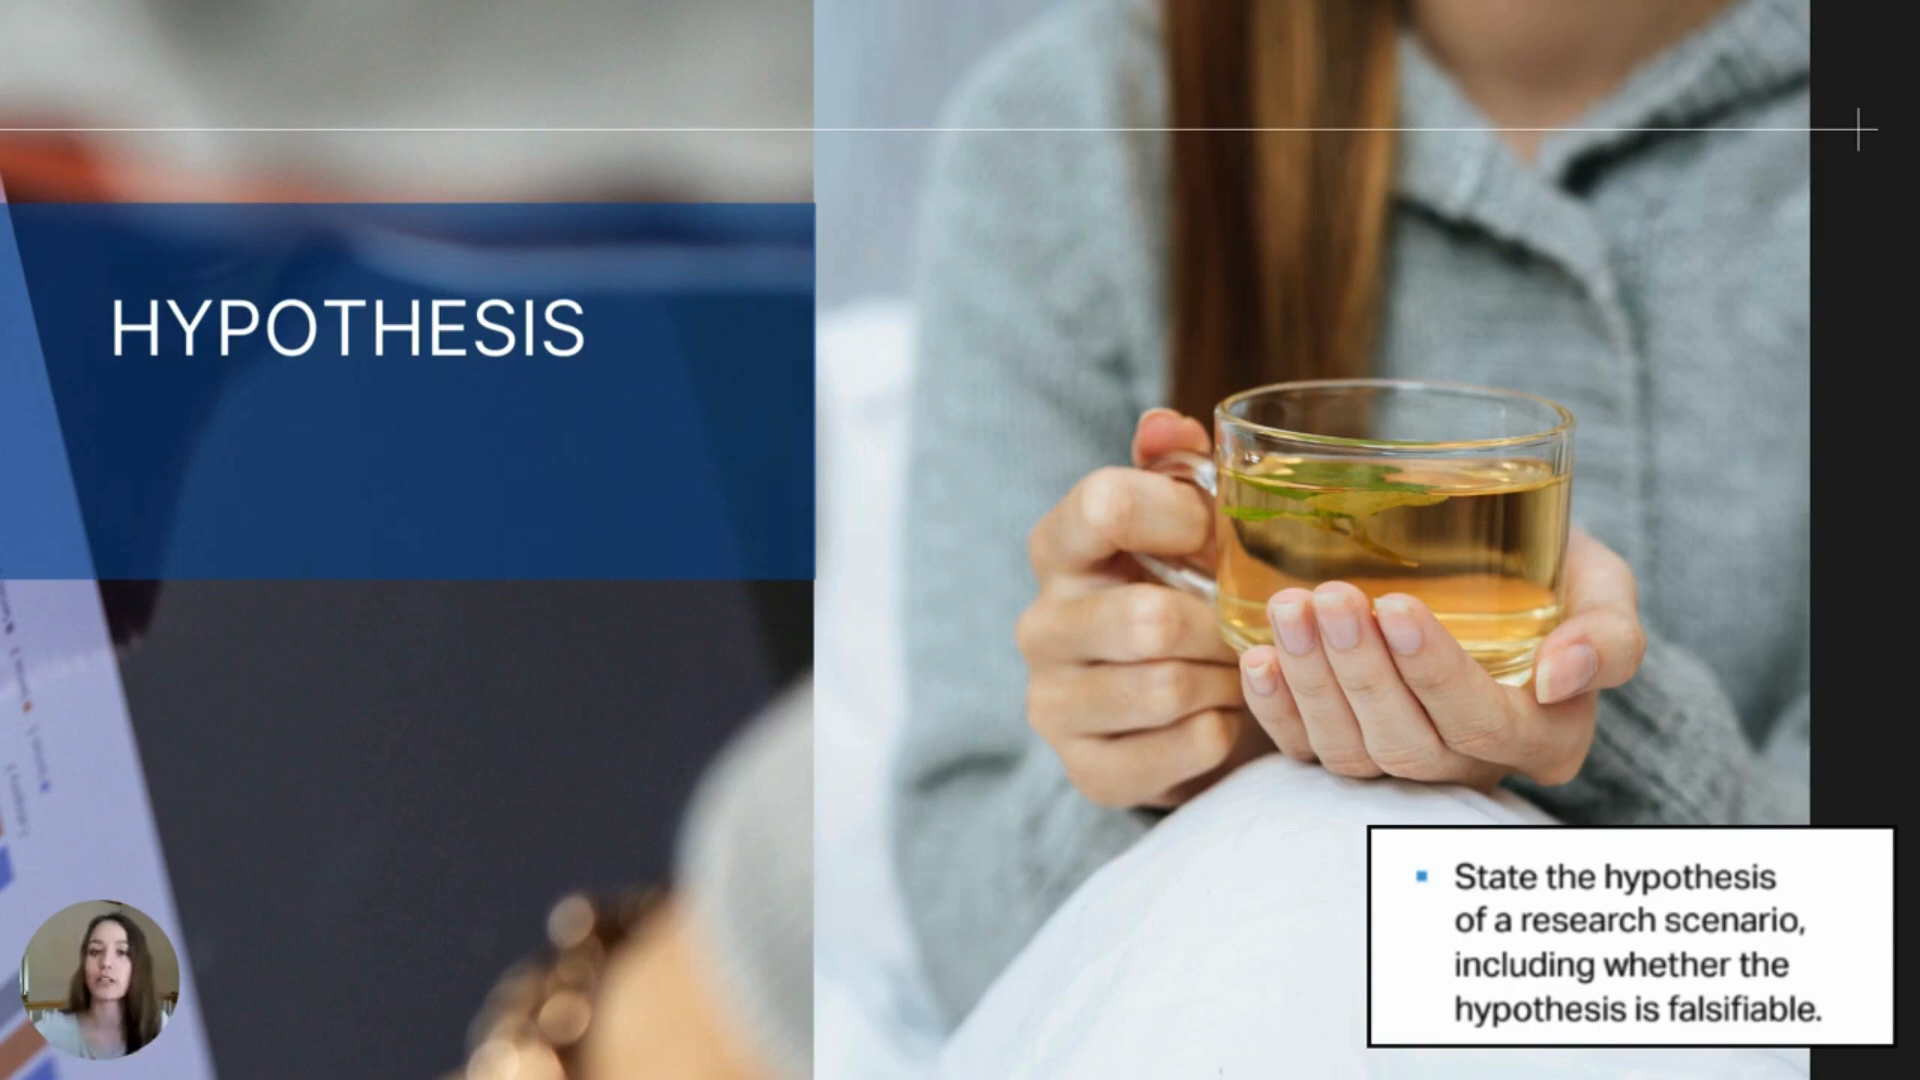 HYPOTHESIS
State the hypothesis
of a research scenario,
including whether the
hypothesis is falsifiable.